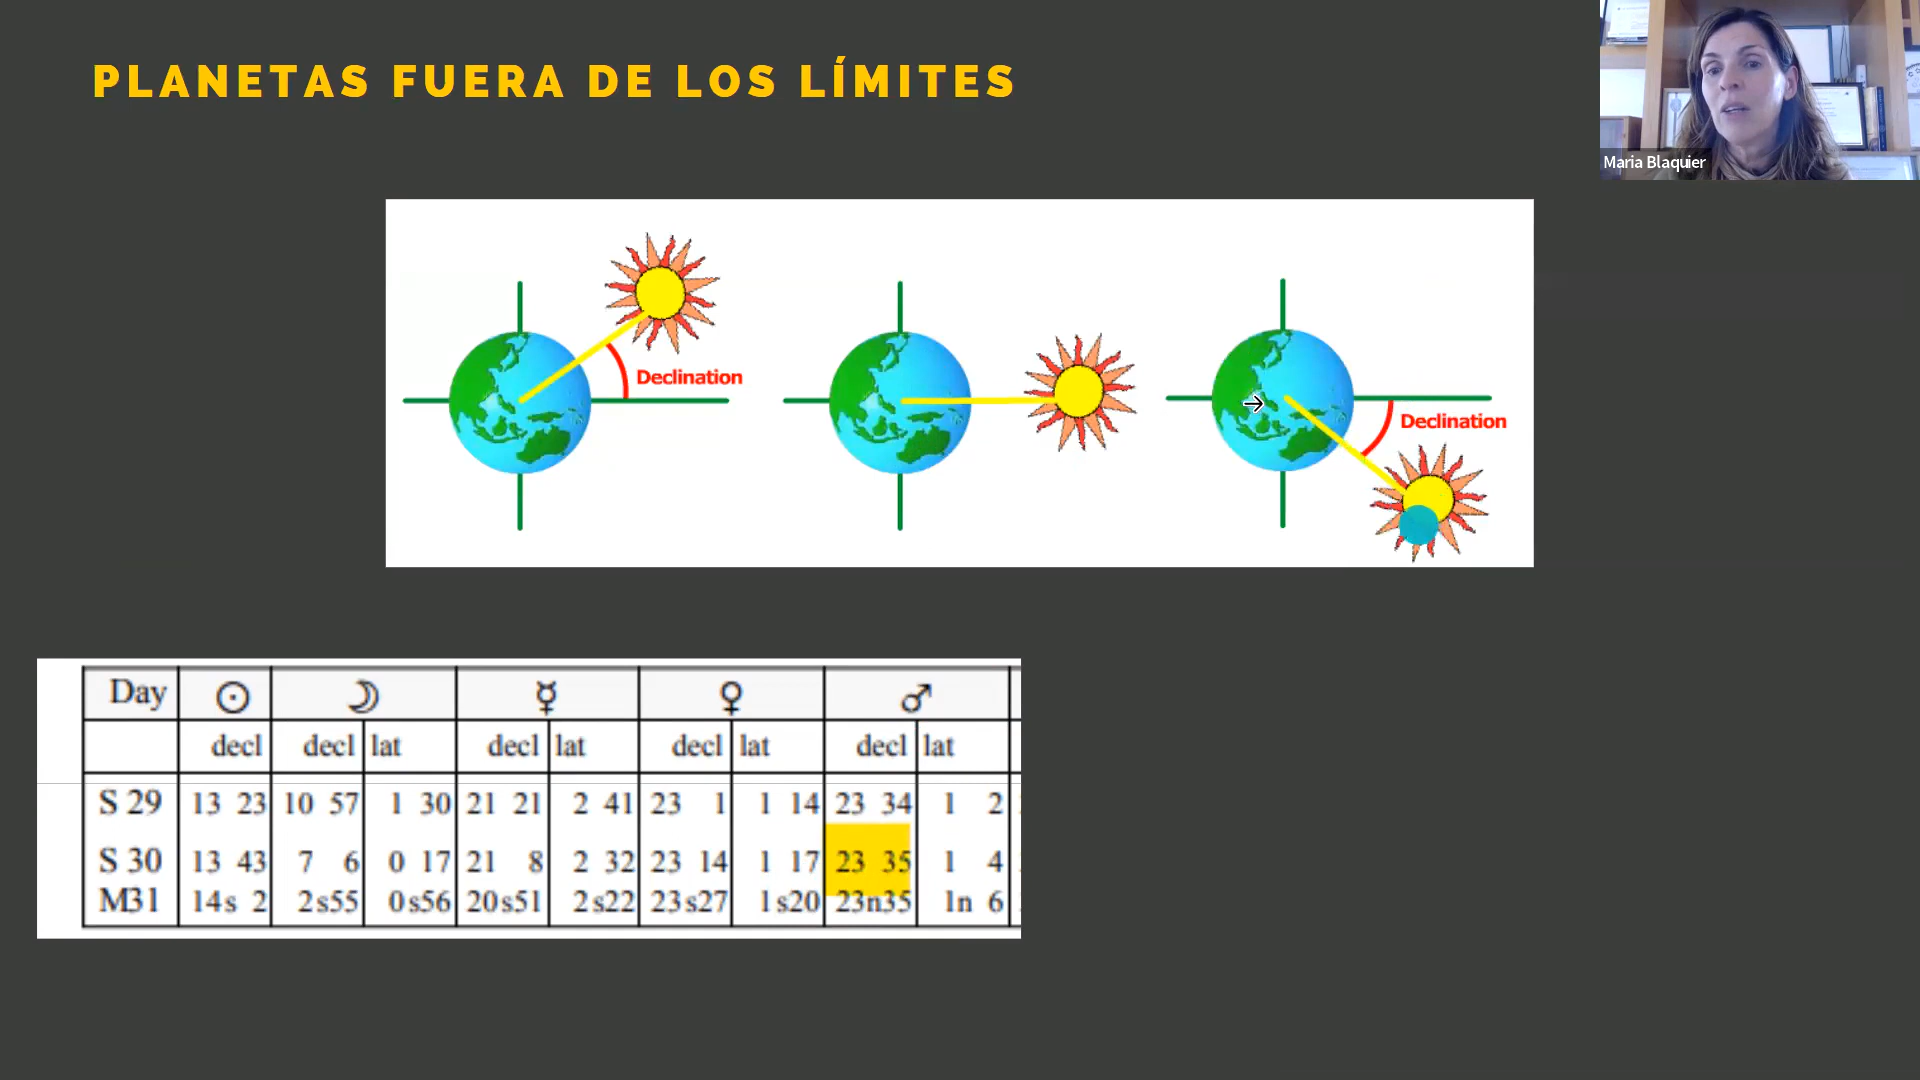 PLANETAS FUERA DE LOS LÍMITES
Maria Blaquier
Declination
Declination
Day ☉ ☽ ☿ ♀ ♂
decl decl lat decl lat decl lat decl lat
S 29 13 23 10 57 1 30 21 21 2 41 23 1 1 14 23 34 1 2
S 30 13 43 7 6 0 17 21 8 2 32 23 14 1 17 23 35 1 4
M31 14s 2 2s55 0s56 20s51 2s22 23s27 1s20 23n35 1n 6